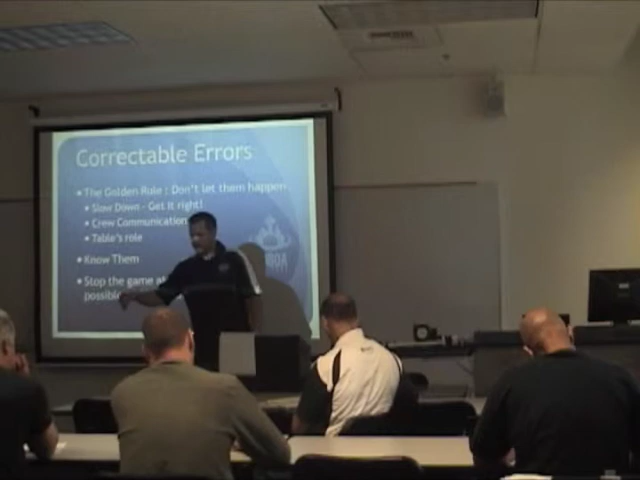 Correctable Errors
• The Golden Rule : Don't let them happen
• Slow Down - Get it right!
• Crew Communication
• Table's role
• Know Them
• Stop the game at
possible